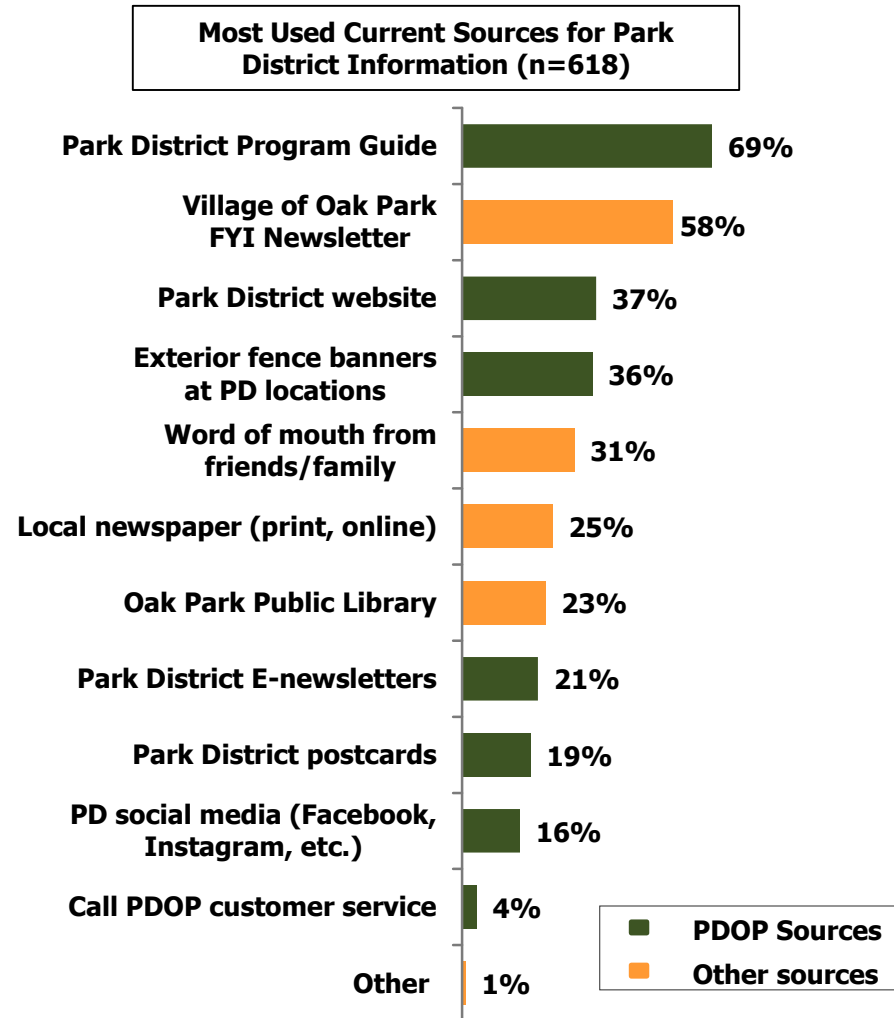 Most Used Current Sources for Park
District Information (n=618)
Park District Program Guide
69%
Village of Oak Park
FYI Newsletter
58%
Park District website
37%
Exterior fence banners
at PD locations
36%
Word of mouth from
friends/family
31%
Local newspaper (print, online)
25%
Oak Park Public Library
23%
Park District E-newsletters
21%
Park District postcards
19%
PD social media (Facebook,
Instagram, etc.)
16%
Call PDOP customer service
4%
Other
1%
PDOP Sources
Other sources